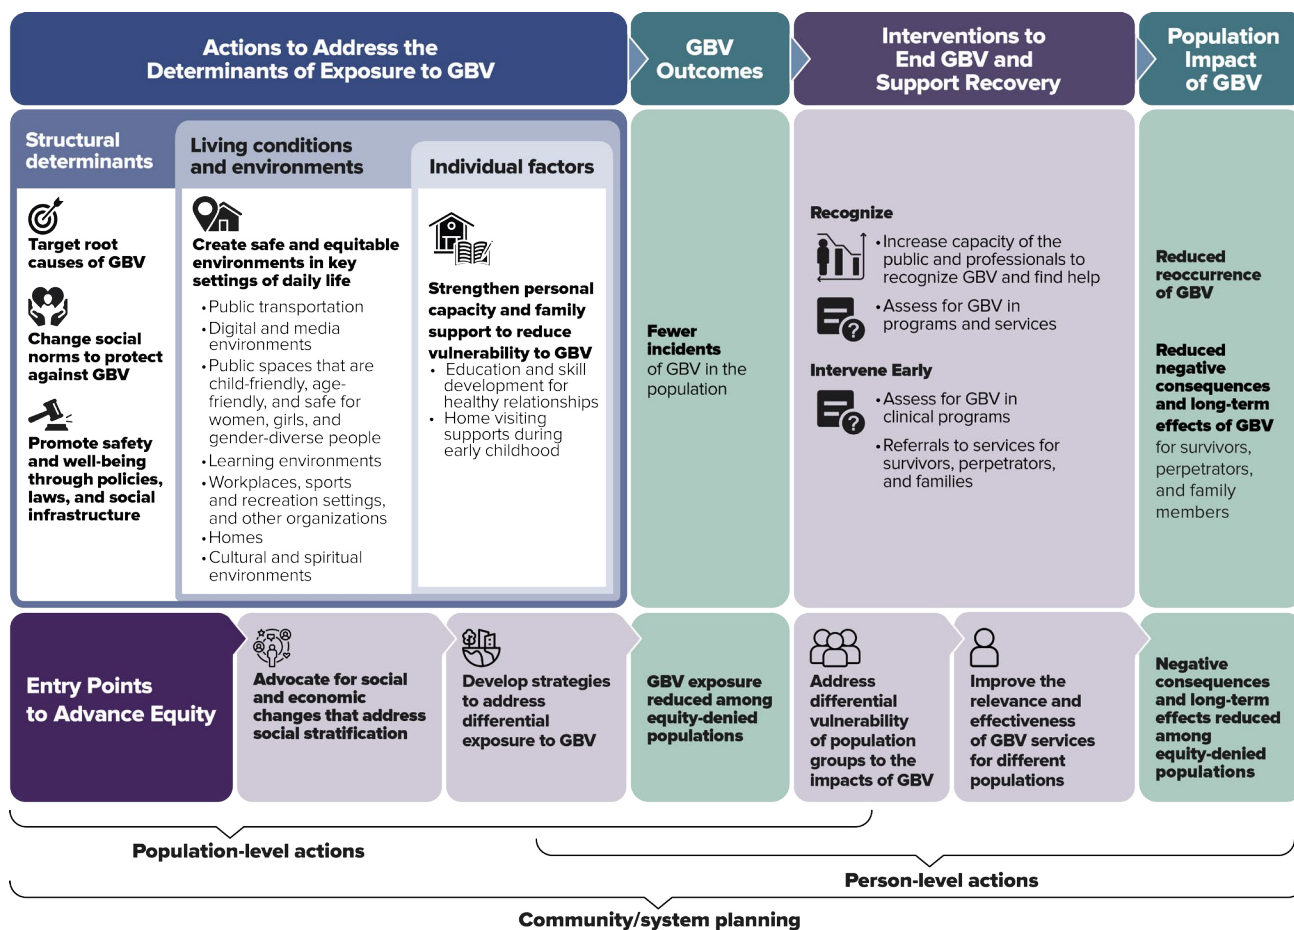 Actions to Address the
Determinants of Exposure to GBV
GBV
Outcomes
Interventions to
End GBV and
Support Recovery
Population
Impact
of GBV
Structural
determinants
Target root
causes of GBV
Change social
norms to protect
against GBV
Promote safety
and well-being
through policies,
laws, and social
infrastructure
Living conditions
and environments
Create safe and equitable
environments in key
settings of daily life
• Public transportation
• Digital and media
environments
• Public spaces that are
child-friendly, age-
friendly, and safe for
women, girls, and
gender-diverse people
• Learning environments
• Workplaces, sports
and recreation settings,
and other organizations
• Homes
• Cultural and spiritual
environments
Individual factors
Strengthen personal
capacity and family
support to reduce
vulnerability to GBV
• Education and skill
development for
healthy relationships
• Home visiting
supports during
early childhood
Fewer
incidents
of GBV in the
population
Recognize
• Increase capacity of the
public and professionals to
recognize GBV and find help
• Assess for GBV in
programs and services
Intervene Early
• Assess for GBV in
clinical programs
• Referrals to services for
survivors, perpetrators,
and families
Reduced
reoccurrence
of GBV
Reduced
negative
consequences
and long-term
effects of GBV
for survivors,
perpetrators,
and family
members
Entry Points
to Advance Equity
Advocate for social
and economic
changes that address
social stratification
Develop strategies
to address
differential
exposure to GBV
GBV exposure
reduced among
equity-denied
populations
Address
differential
vulnerability
of population
groups to the
impacts of GBV
Improve the
relevance and
effectiveness
of GBV services
for different
populations
Negative
consequences
and long-term
effects reduced
among
equity-denied
populations
Population-level actions
Person-level actions
Community/system planning